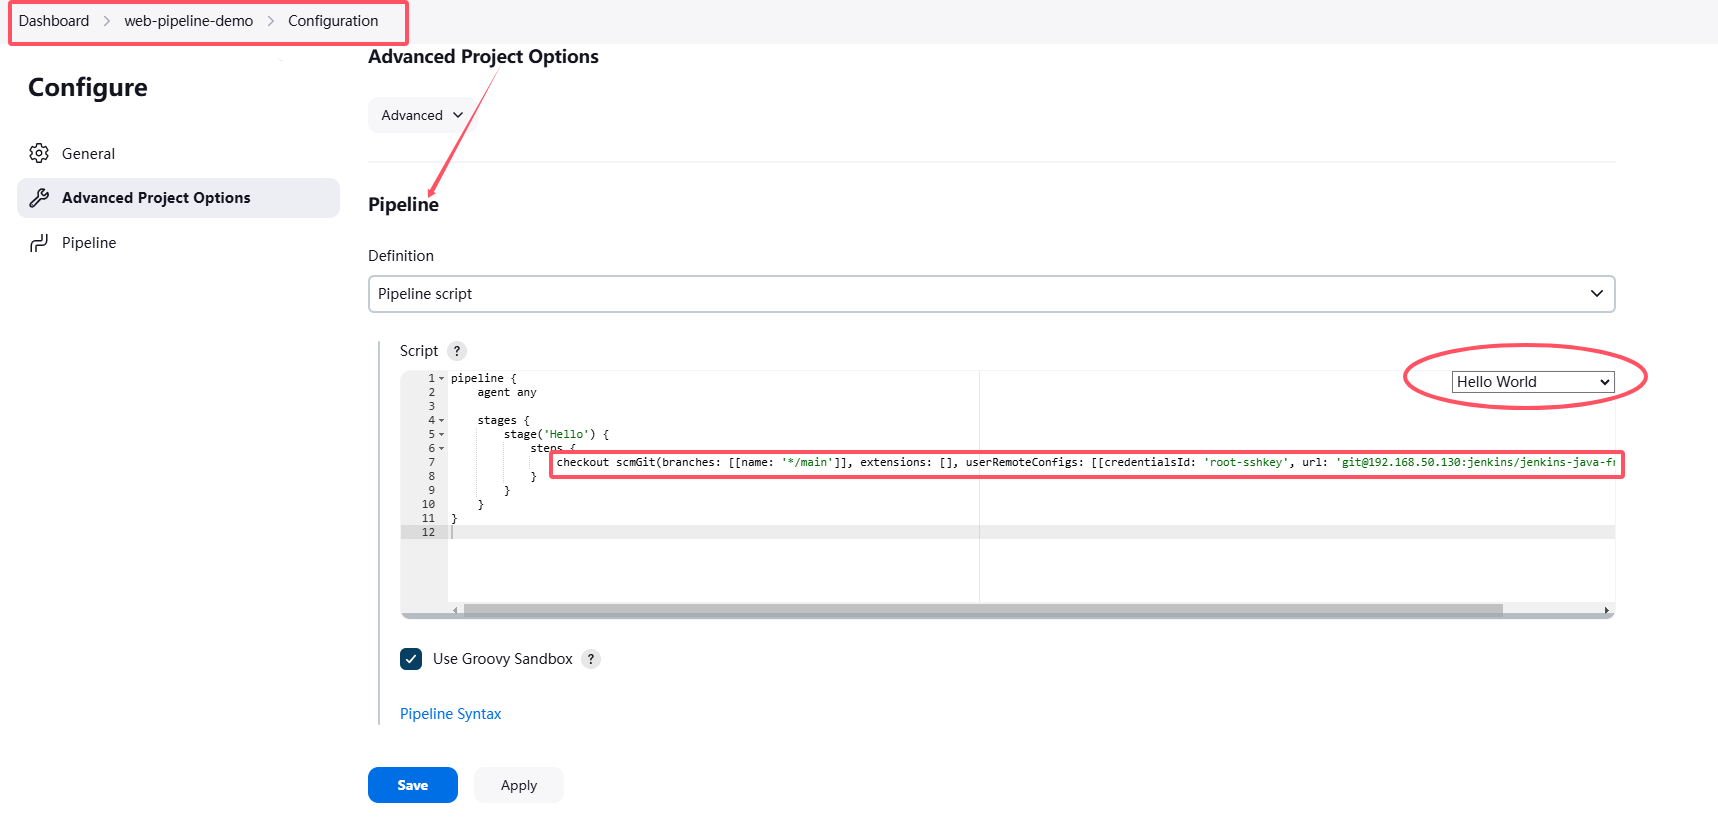 Dashboard > web-pipeline-demo > Configuration
Configure
General
Advanced Project Options
Pipeline
Advanced Project Options
Advanced
Pipeline
Definition
Pipeline script
Script ?
Hello World
1 pipeline {
2     agent any
3
4     stages {
5         stage('Hello') {
6             steps {
7                 checkout scmGit(branches: [[name: '*/main']], extensions: [], userRemoteConfigs: [[credentialsId: 'root-sshkey', url: 'git@192.168.50.130:jenkins/jenkins-java-fr
8             }
9         }
10     }
11 }
12
Use Groovy Sandbox ?
Pipeline Syntax
Save Apply